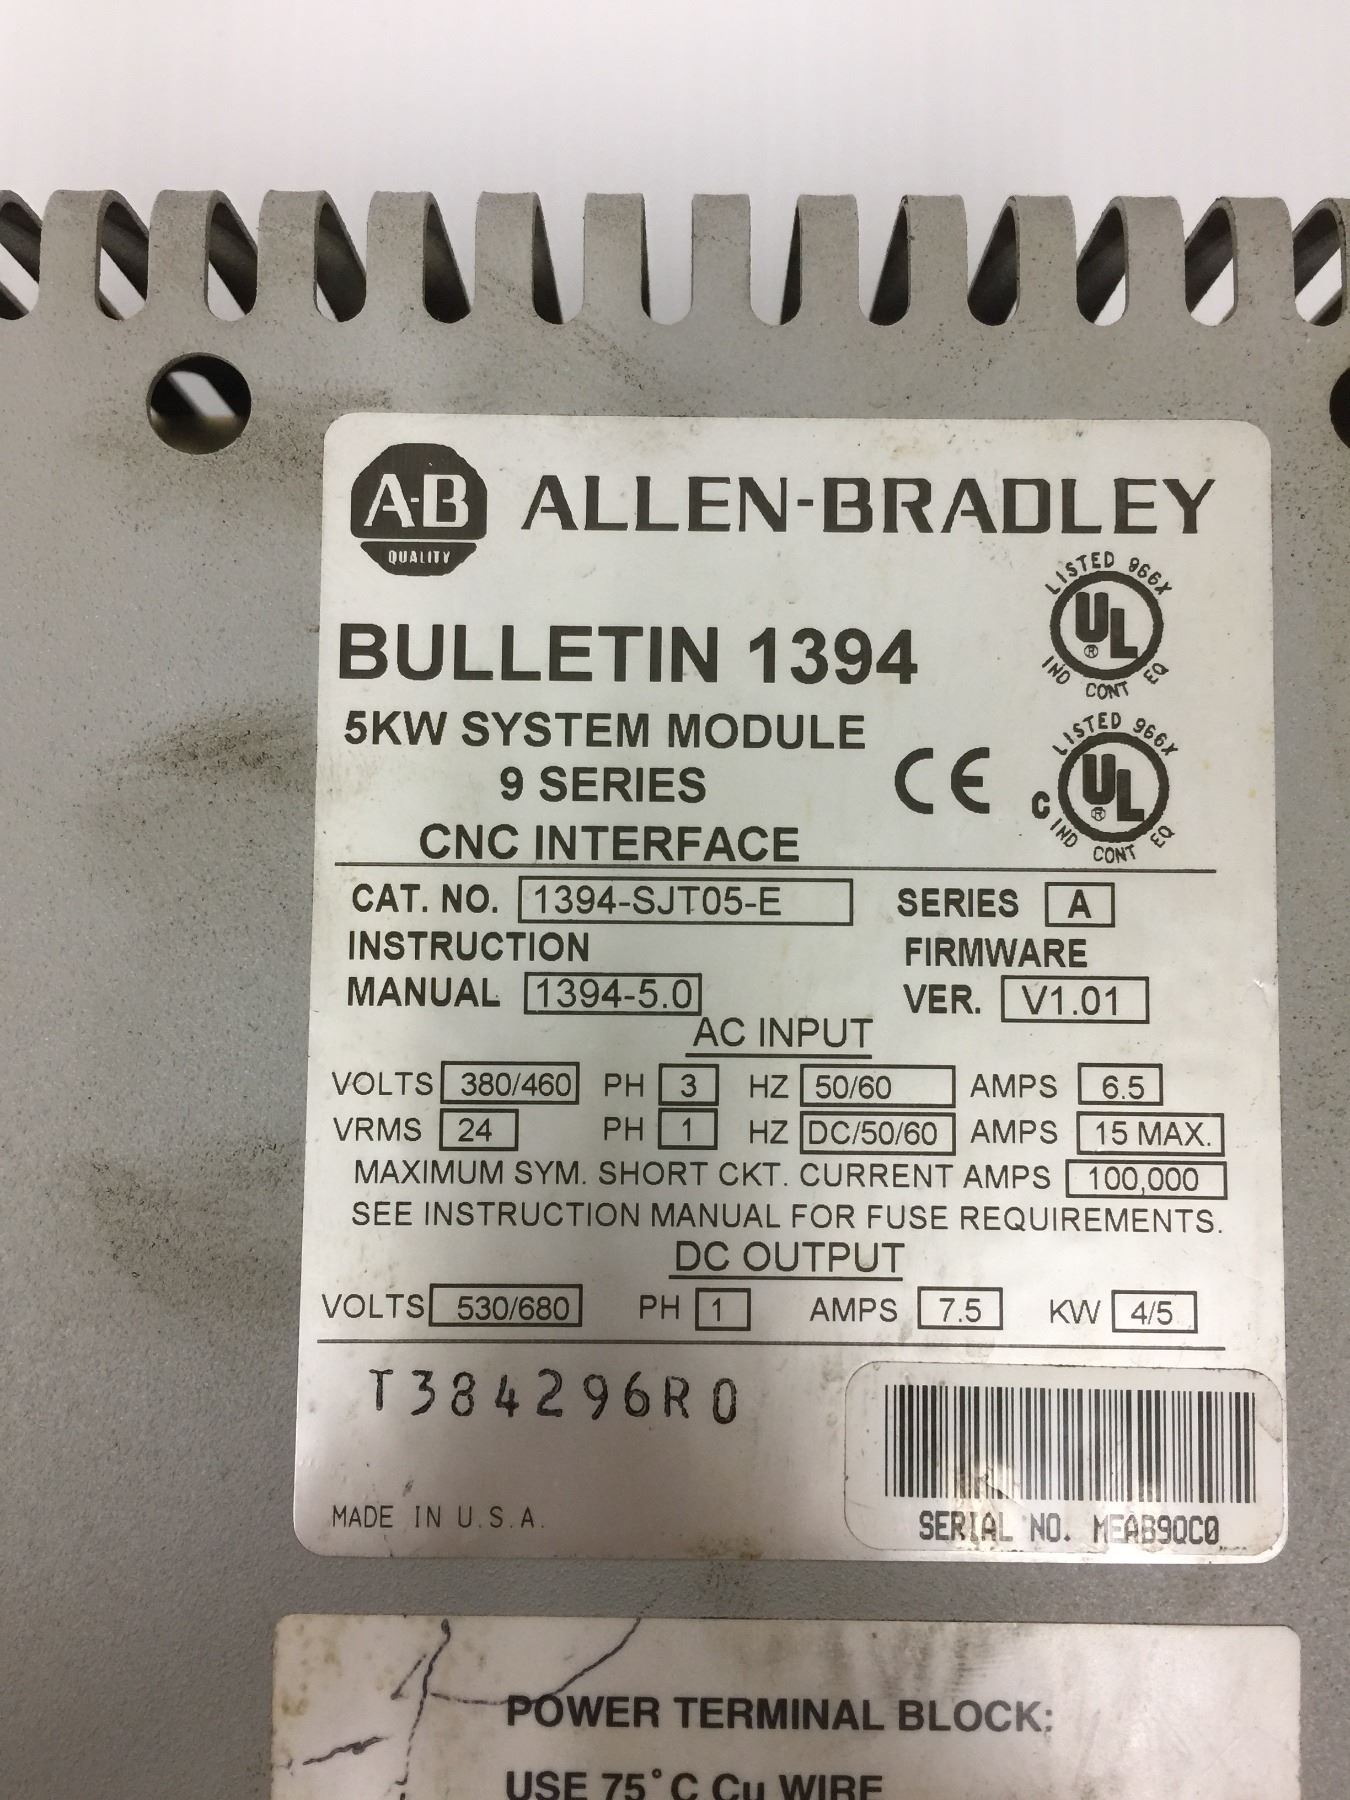 A-B ALLEN-BRADLEY
QUALITY
LISTED 966X
UL
®
IND CONT EQ
BULLETIN 1394
5KW SYSTEM MODULE
9 SERIES
CNC INTERFACE
CE
LISTED 966X
C UL
®
IND CONT EQ
CAT. NO. 1394-SJT05-E SERIES A
INSTRUCTION FIRMWARE
MANUAL 1394-5.0 VER. V1.01
AC INPUT
VOLTS 380/460 PH 3 HZ 50/60 AMPS 6.5
VRMS 24 PH 1 HZ DC/50/60 AMPS 15 MAX.
MAXIMUM SYM. SHORT CKT. CURRENT AMPS 100,000
SEE INSTRUCTION MANUAL FOR FUSE REQUIREMENTS.
DC OUTPUT
VOLTS 530/680 PH 1 AMPS 7.5 KW 4/5
T384296R0
MADE IN U.S.A.
SERIAL NO. MEAB9QC0
POWER TERMINAL BLOCK:
USE 75°C Cu WIRE